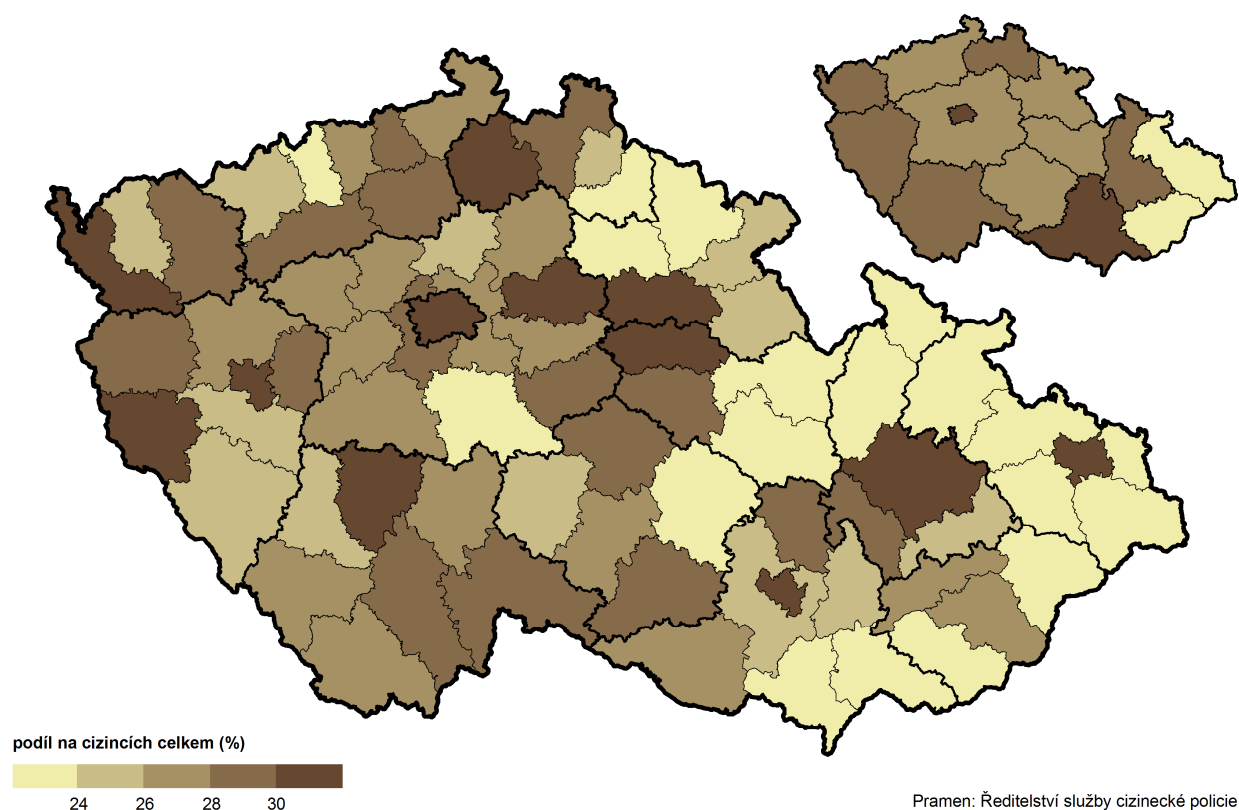 podíl na cizincích celkem (%)
24 26 28 30
Pramen: Ředitelství služby cizinecké policie